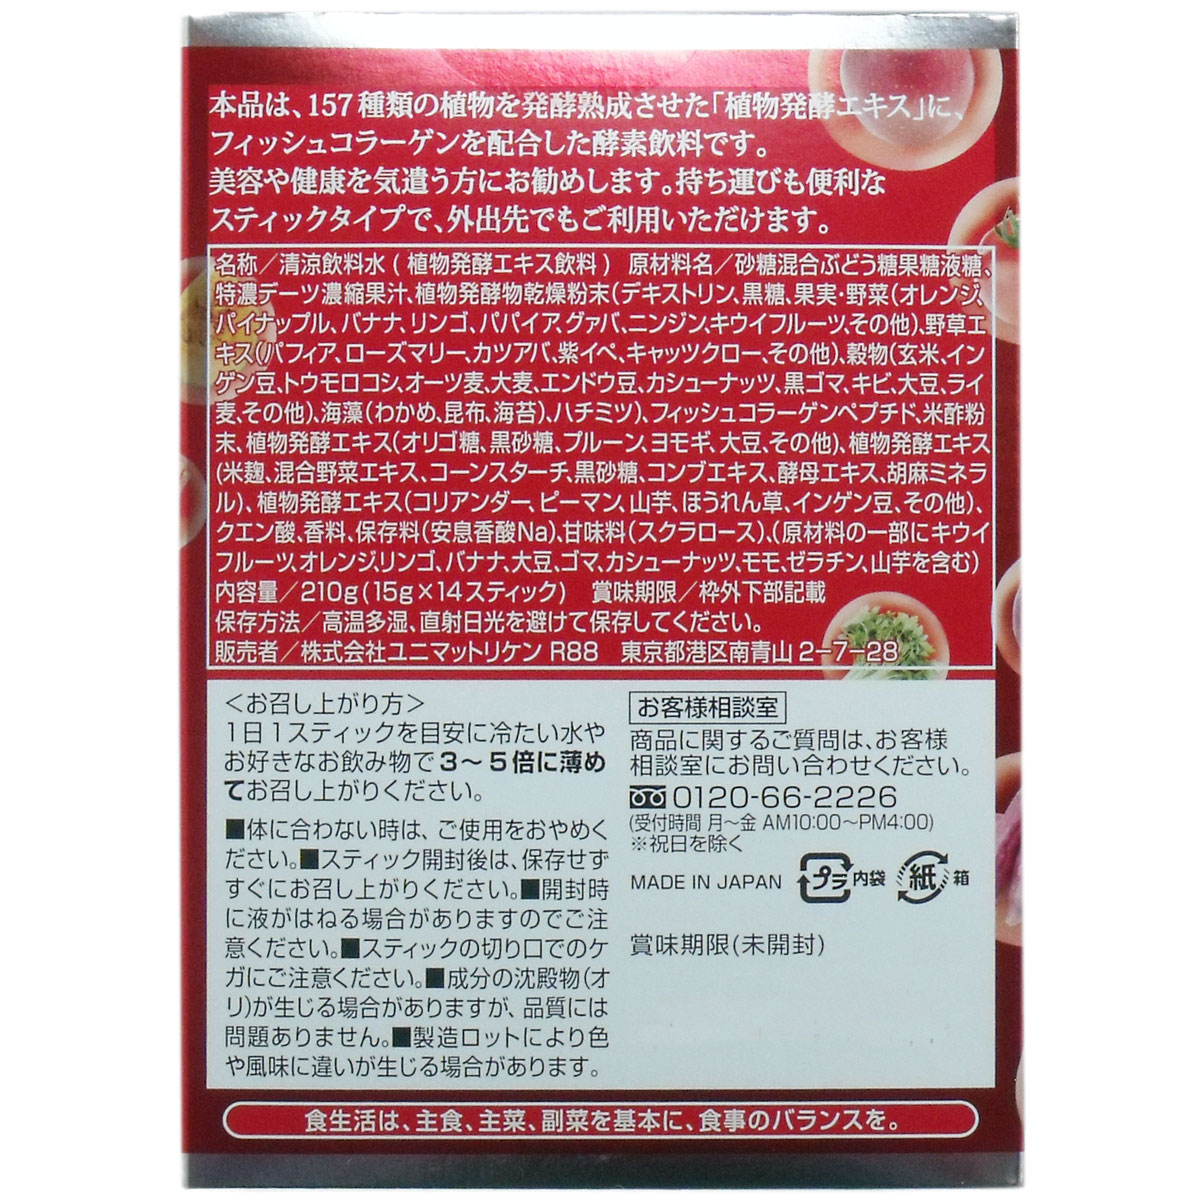 本品は、157種類の植物を発酵熟成させた「植物発酵エキス」に、
フィッシュコラーゲンを配合した酵素飲料です。
美容や健康を気遣う方にお勧めします。持ち運びも便利な
スティックタイプで、外出先でもご利用いただけます。
名称／清涼飲料水(植物発酵エキス飲料) 原材料名／砂糖混合ぶどう糖果糖液糖、
特濃デーツ濃縮果汁、植物発酵物乾燥粉末(デキストリン、黒糖、果実・野菜(オレンジ、
パイナップル、バナナ、リンゴ、パパイア、グァバ、ニンジン、キウイフルーツ、その他)、野草エ
キス(パフィア、ローズマリー、カツアバ、紫イペ、キャッツクロー、その他)、穀物(玄米、イン
ゲン豆、トウモロコシ、オーツ麦、大麦、エンドウ豆、カシューナッツ、黒ゴマ、キビ、大豆、ライ
麦、その他)、海藻(わかめ、昆布、海苔)、ハチミツ)、フィッシュコラーゲンペプチド、米酢粉
末、植物発酵エキス(オリゴ糖、黒砂糖、プルーン、ヨモギ、大豆、その他)、植物発酵エキス
(米麹、混合野菜エキス、コーンスターチ、黒砂糖、コンブエキス、酵母エキス、胡麻ミネラ
ル)、植物発酵エキス(コリアンダー、ピーマン、山芋、ほうれん草、インゲン豆、その他)、
クエン酸、香料、保存料(安息香酸Na)、甘味料(スクラロース)、(原材料の一部にキウイ
フルーツ、オレンジ、リンゴ、バナナ、大豆、ゴマ、カシューナッツ、モモ、ゼラチン、山芋を含む)
内容量／210g(15g×14スティック) 賞味期限／枠外下部記載
保存方法／高温多湿、直射日光を避けて保存してください。
販売者／株式会社ユニマットリケン R88 東京都港区南青山 2-7-28
＜お召し上がり方＞
1日1スティックを目安に冷たい水や
お好きなお飲み物で3～5倍に薄め
てお召し上がりください。
■体に合わない時は、ご使用をおやめく
ださい。■スティック開封後は、保存せず
すぐにお召し上がりください。■開封時
に液がはねる場合がありますのでご注
意ください。■スティックの切り口でのケ
ガにご注意ください。■成分の沈殿物(オ
リ)が生じる場合がありますが、品質には
問題ありません。■製造ロットにより色
や風味に違いが生じる場合があります。
お客様相談室
商品に関するご質問は、お客様
相談室にお問い合わせください。
0120-66-2226
(受付時間 月～金 AM10:00～PM4:00)
※祝日を除く
MADE IN JAPAN プラ 内袋 紙 箱
賞味期限(未開封)
食生活は、主食、主菜、副菜を基本に、食事のバランスを。